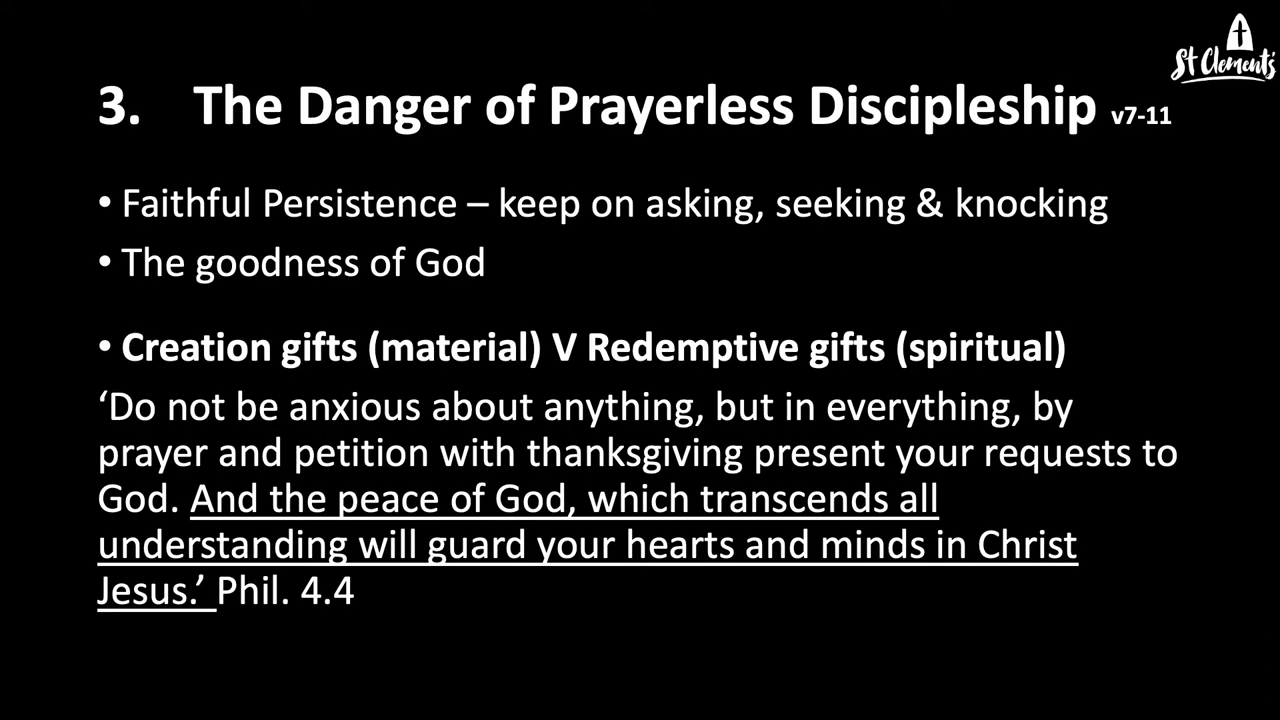 St Clement's
3. The Danger of Prayerless Discipleship v7-11
• Faithful Persistence – keep on asking, seeking & knocking
• The goodness of God
• Creation gifts (material) V Redemptive gifts (spiritual)
‘Do not be anxious about anything, but in everything, by
prayer and petition with thanksgiving present your requests to
God. And the peace of God, which transcends all
understanding will guard your hearts and minds in Christ
Jesus.’ Phil. 4.4